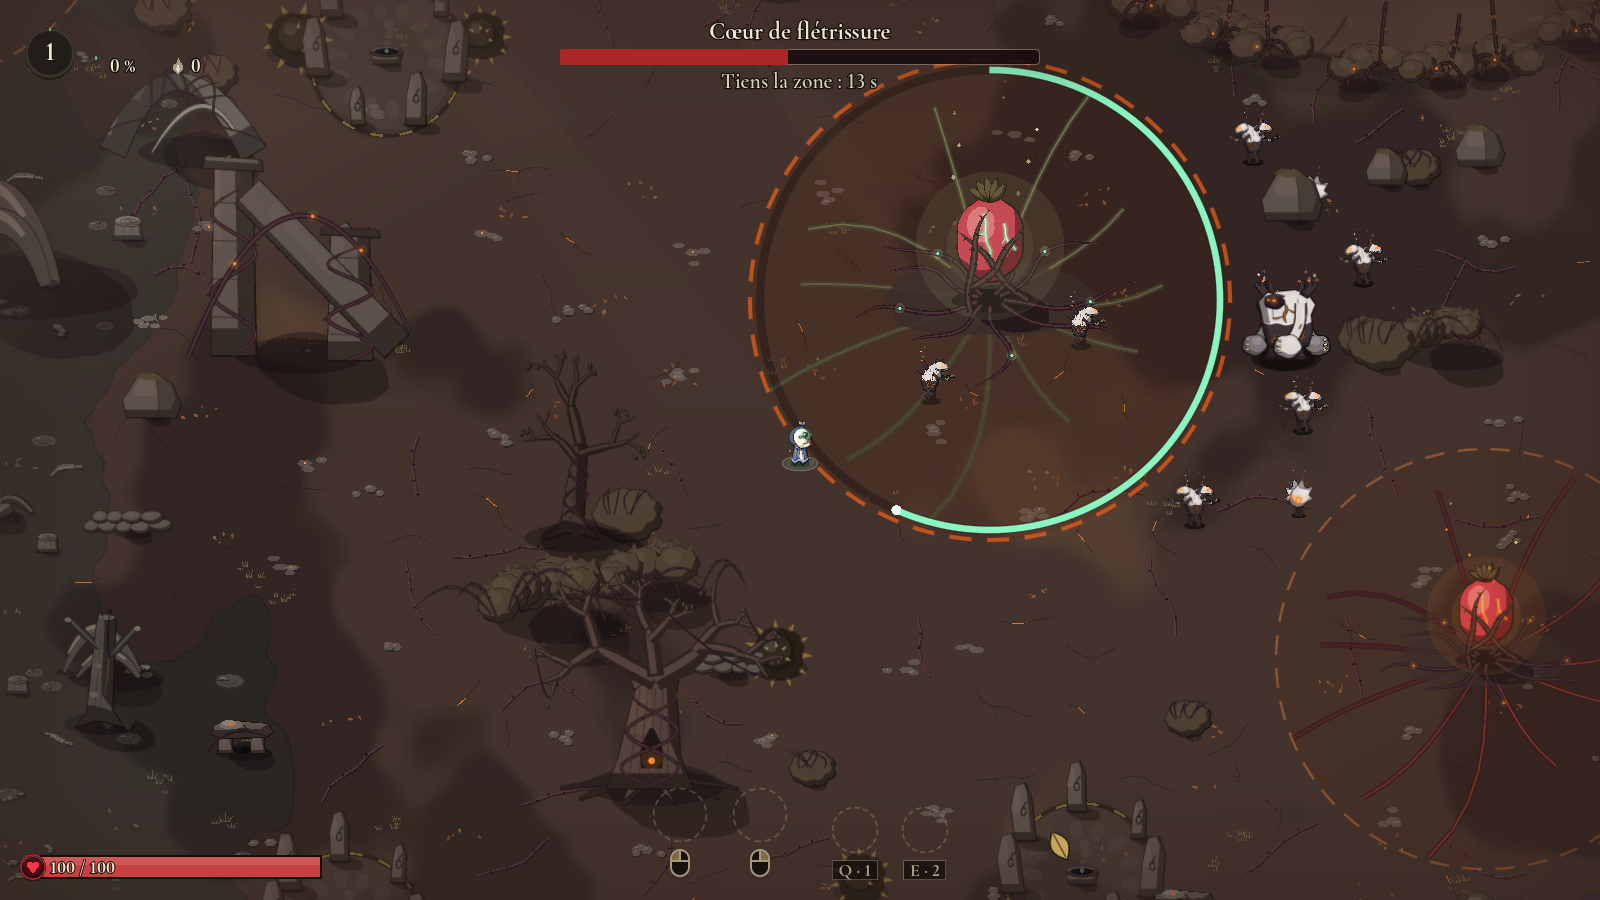 Cœur de flétrissure
1
0 %
0
Tiens la zone : 13 s
100 / 100
Q · 1
E · 2